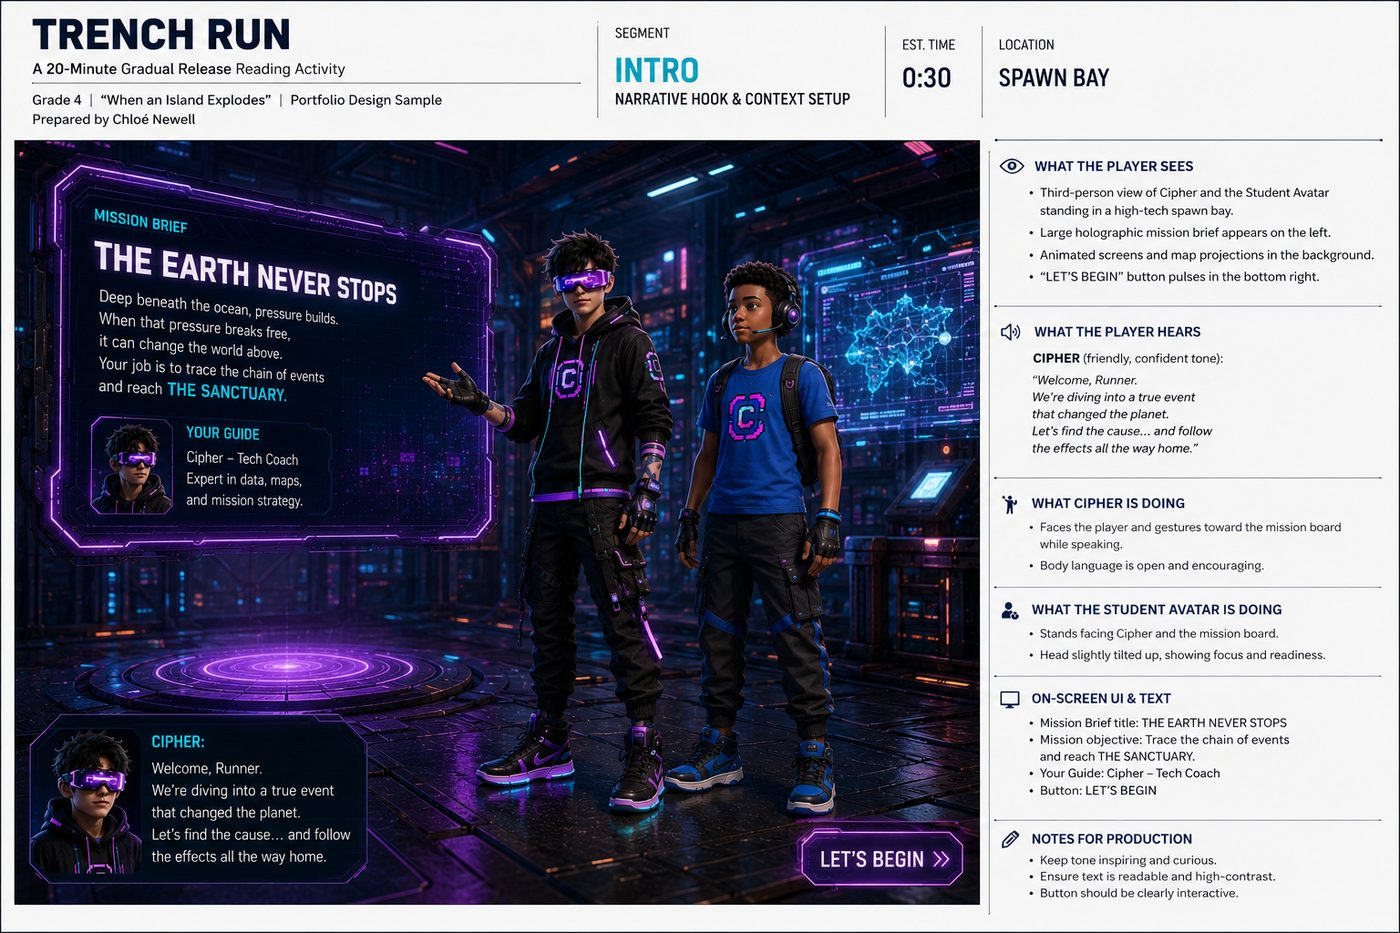 TRENCH RUN
A 20-Minute Gradual Release Reading Activity
Grade 4 | “When an Island Explodes” | Portfolio Design Sample
Prepared by Chloé Newell
SEGMENT
INTRO
NARRATIVE HOOK & CONTEXT SETUP
EST. TIME
0:30
LOCATION
SPAWN BAY
MISSION BRIEF
THE EARTH NEVER STOPS
Deep beneath the ocean, pressure builds.
When that pressure breaks free,
it can change the world above.
Your job is to trace the chain of events
and reach THE SANCTUARY.
YOUR GUIDE
Cipher – Tech Coach
Expert in data, maps,
and mission strategy.
C
C
CIPHER:
Welcome, Runner.
We’re diving into a true event
that changed the planet.
Let’s find the cause... and follow
the effects all the way home.
LET’S BEGIN >>
WHAT THE PLAYER SEES
• Third-person view of Cipher and the Student Avatar
standing in a high-tech spawn bay.
• Large holographic mission brief appears on the left.
• Animated screens and map projections in the background.
• “LET’S BEGIN” button pulses in the bottom right.
WHAT THE PLAYER HEARS
CIPHER (friendly, confident tone):
“Welcome, Runner.
We’re diving into a true event
that changed the planet.
Let’s find the cause... and follow
the effects all the way home.”
WHAT CIPHER IS DOING
• Faces the player and gestures toward the mission board
while speaking.
• Body language is open and encouraging.
WHAT THE STUDENT AVATAR IS DOING
• Stands facing Cipher and the mission board.
• Head slightly tilted up, showing focus and readiness.
ON-SCREEN UI & TEXT
• Mission Brief title: THE EARTH NEVER STOPS
• Mission objective: Trace the chain of events
and reach THE SANCTUARY.
• Your Guide: Cipher – Tech Coach
• Button: LET’S BEGIN
NOTES FOR PRODUCTION
• Keep tone inspiring and curious.
• Ensure text is readable and high-contrast.
• Button should be clearly interactive.